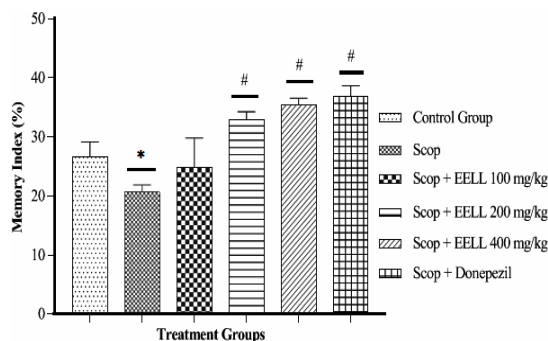 50
40
30
20
10
0
Memory Index (%)
*
#
#
#
Treatment Groups
Control Group
Scop
Scop + EELL 100 mg/kg
Scop + EELL 200 mg/kg
Scop + EELL 400 mg/kg
Scop + Donepezil